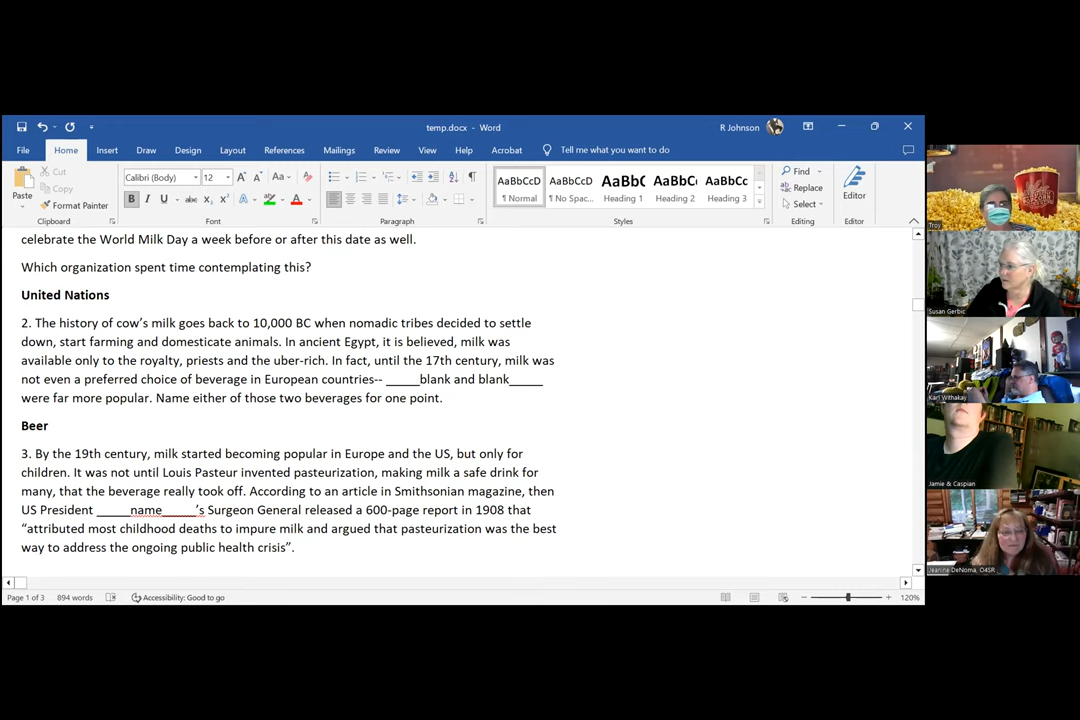 temp.docx - Word
R Johnson
File Home Insert Draw Design Layout References Mailings Review View Help Acrobat Tell me what you want to do
Paste
Cut
Copy
Format Painter
Clipboard
Calibri (Body) 12
Font
Paragraph
AaBbCcD AaBbCcD AaBbC AaBbCc AaBbCc
¶ Normal ¶ No Spac... Heading 1 Heading 2 Heading 3
Styles
Find
Replace
Select
Editing
Editor
Editor
celebrate the World Milk Day a week before or after this date as well.
Which organization spent time contemplating this?
United Nations
2. The history of cow’s milk goes back to 10,000 BC when nomadic tribes decided to settle
down, start farming and domesticate animals. In ancient Egypt, it is believed, milk was
available only to the royalty, priests and the uber-rich. In fact, until the 17th century, milk was
not even a preferred choice of beverage in European countries-- _____blank and blank_____
were far more popular. Name either of those two beverages for one point.
Beer
3. By the 19th century, milk started becoming popular in Europe and the US, but only for
children. It was not until Louis Pasteur invented pasteurization, making milk a safe drink for
many, that the beverage really took off. According to an article in Smithsonian magazine, then
US President _____name_____’s Surgeon General released a 600-page report in 1908 that
“attributed most childhood deaths to impure milk and argued that pasteurization was the best
way to address the ongoing public health crisis”.
Page 1 of 3 894 words Accessibility: Good to go 120%
Troy
Susan Gerbic
Karl Withakay
Jamie & Caspian
Jeanine DeNoma, O4SR